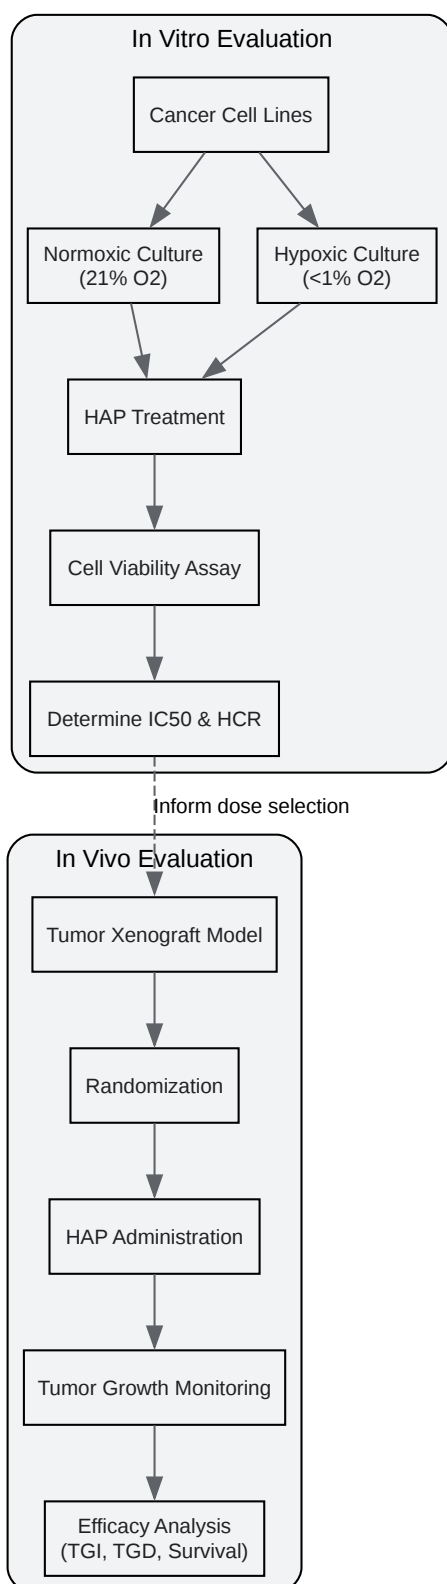 In Vitro Evaluation
Cancer Cell Lines
Normoxic Culture
(21% O2)
Hypoxic Culture
(<1% O2)
HAP Treatment
Cell Viability Assay
Determine IC50 & HCR
Inform dose selection
In Vivo Evaluation
Tumor Xenograft Model
Randomization
HAP Administration
Tumor Growth Monitoring
Efficacy Analysis
(TGI, TGD, Survival)